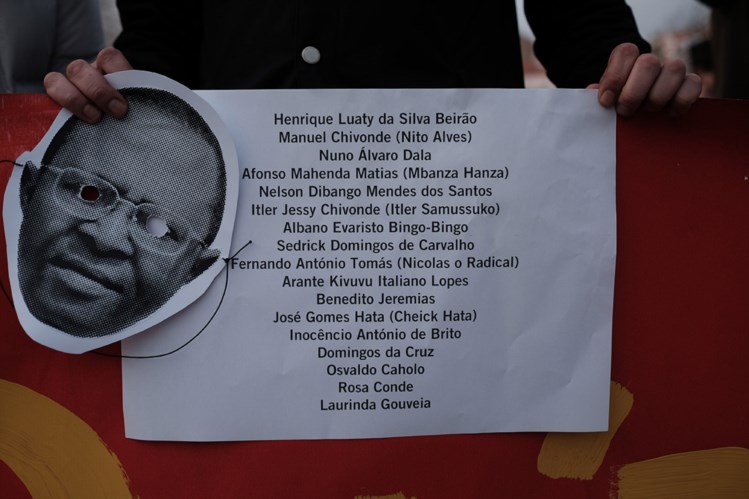 Henrique Luaty da Silva Beirão
Manuel Chivonde (Nito Alves)
Nuno Álvaro Dala
Afonso Mahenda Matias (Mbanza Hanza)
Nelson Dibango Mendes dos Santos
Itler Jessy Chivonde (Itler Samussuko)
Albano Evaristo Bingo-Bingo
Sedrick Domingos de Carvalho
Fernando António Tomás (Nicolas o Radical)
Arante Kivuvu Italiano Lopes
Benedito Jeremias
José Gomes Hata (Cheick Hata)
Inocêncio António de Brito
Domingos da Cruz
Osvaldo Caholo
Rosa Conde
Laurinda Gouveia